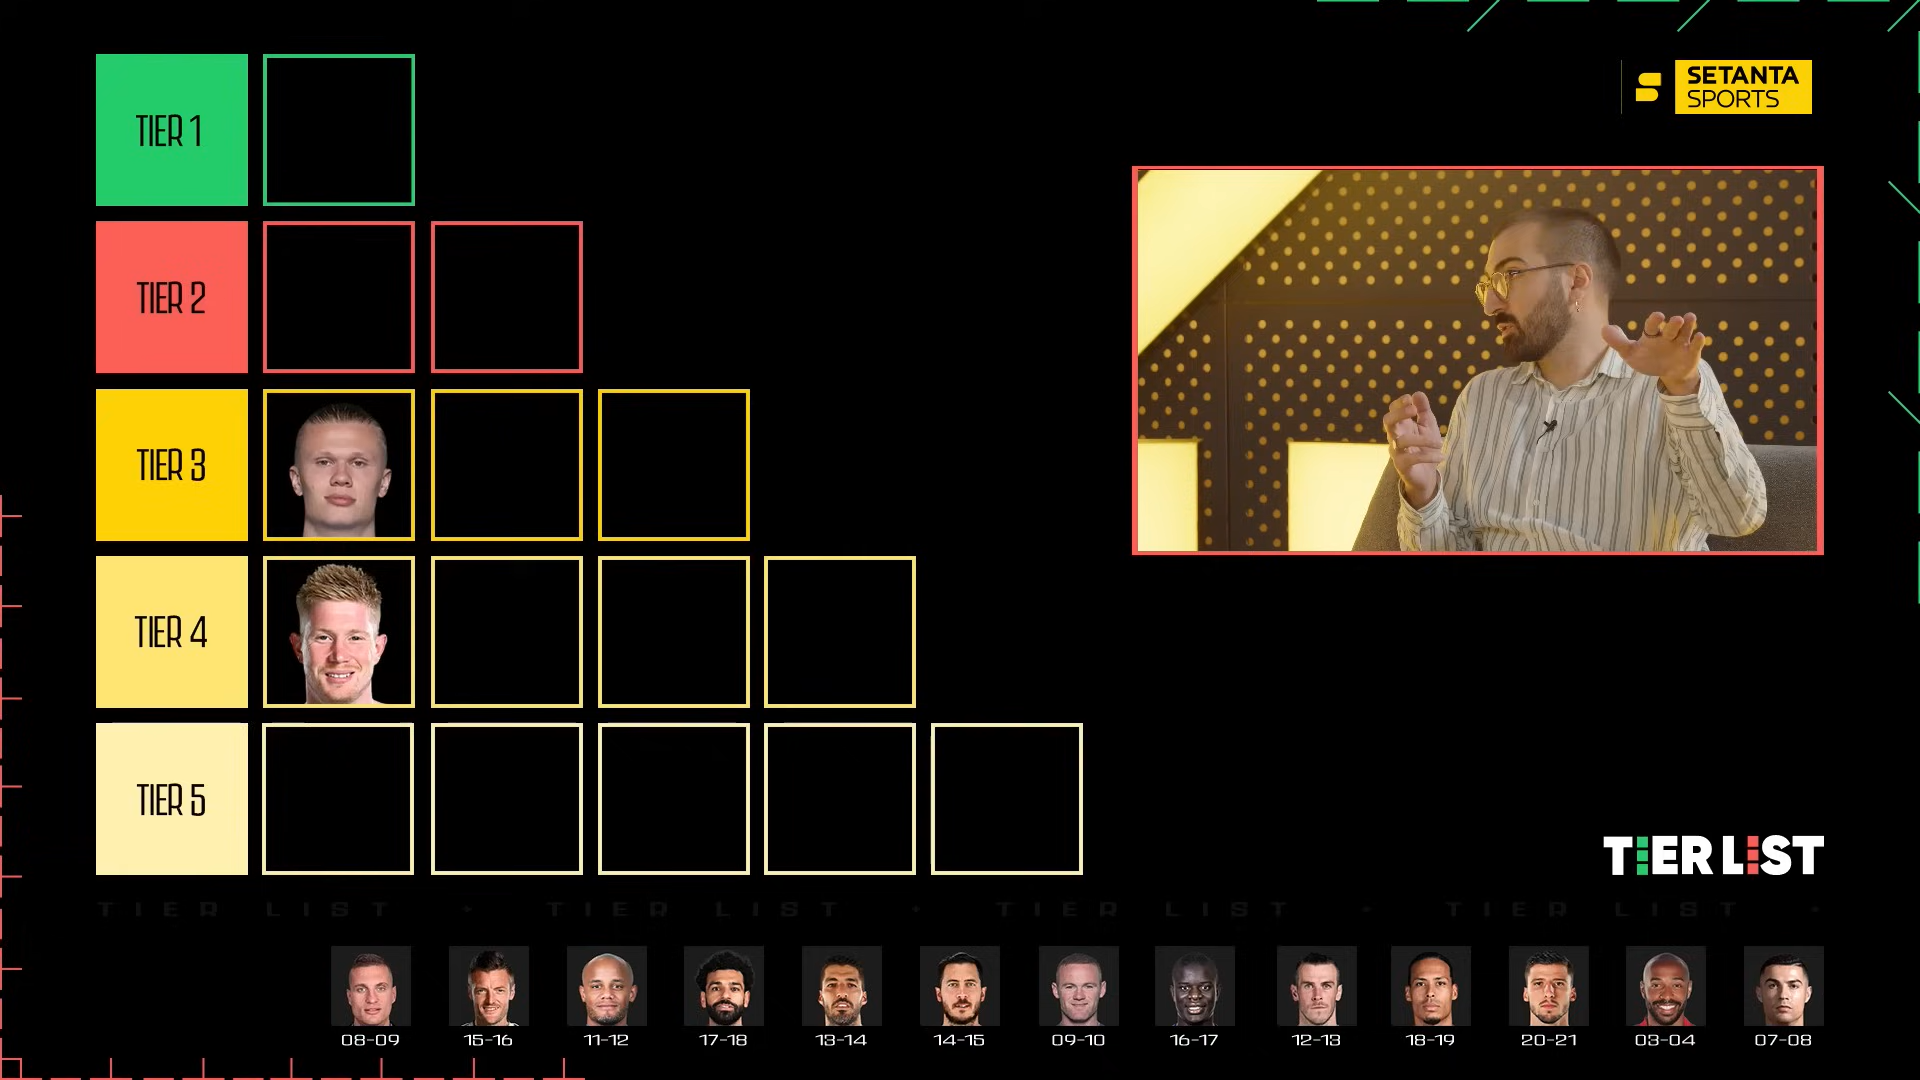 TIER 1
SETANTA
SPORTS
TIER 2
TIER 3
TIER 4
TIER 5
TIER LIST
TIER LIST • TIER LIST • TIER LIST • TIER LIST •
08-09 15-16 11-12 17-18 13-14 14-15 09-10 16-17 12-13 18-19 20-21 03-04 07-08